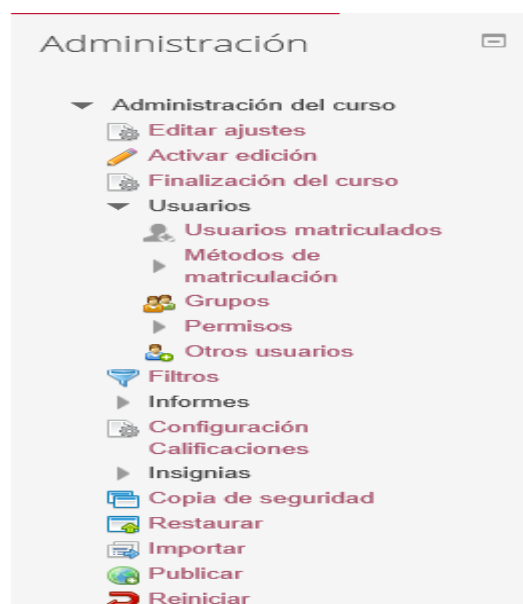 Administración
Administración del curso
Editar ajustes
Activar edición
Finalización del curso
Usuarios
Usuarios matriculados
Métodos de
matriculación
Grupos
Permisos
Otros usuarios
Filtros
Informes
Configuración
Calificaciones
Insignias
Copia de seguridad
Restaurar
Importar
Publicar
Reiniciar